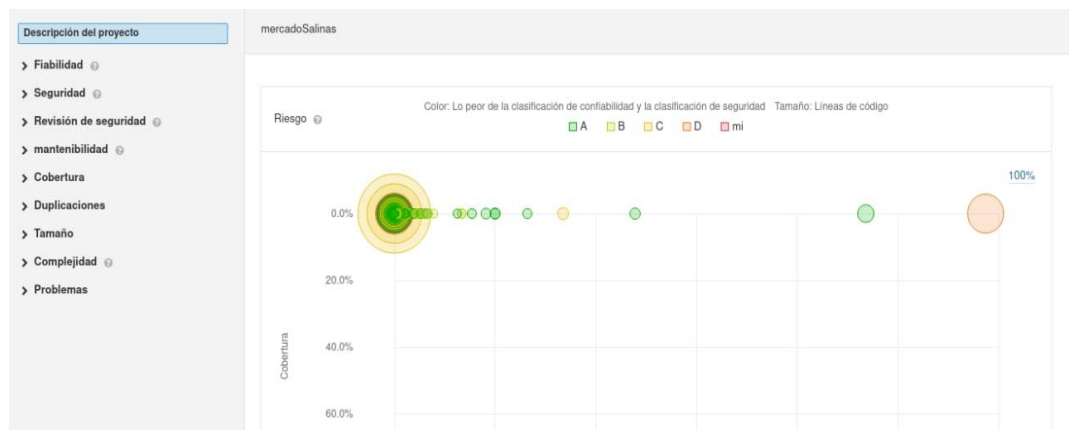 Descripción del proyecto
mercadoSalinas
Fiabilidad
Seguridad
Revisión de seguridad
mantenibilidad
Cobertura
Duplicaciones
Tamaño
Complejidad
Problemas
Riesgo
Color: Lo peor de la clasificación de confiabilidad y la clasificación de seguridad Tamaño: Líneas de código
A B C D mi
100%
0.0%
20.0%
40.0%
60.0%
Cobertura